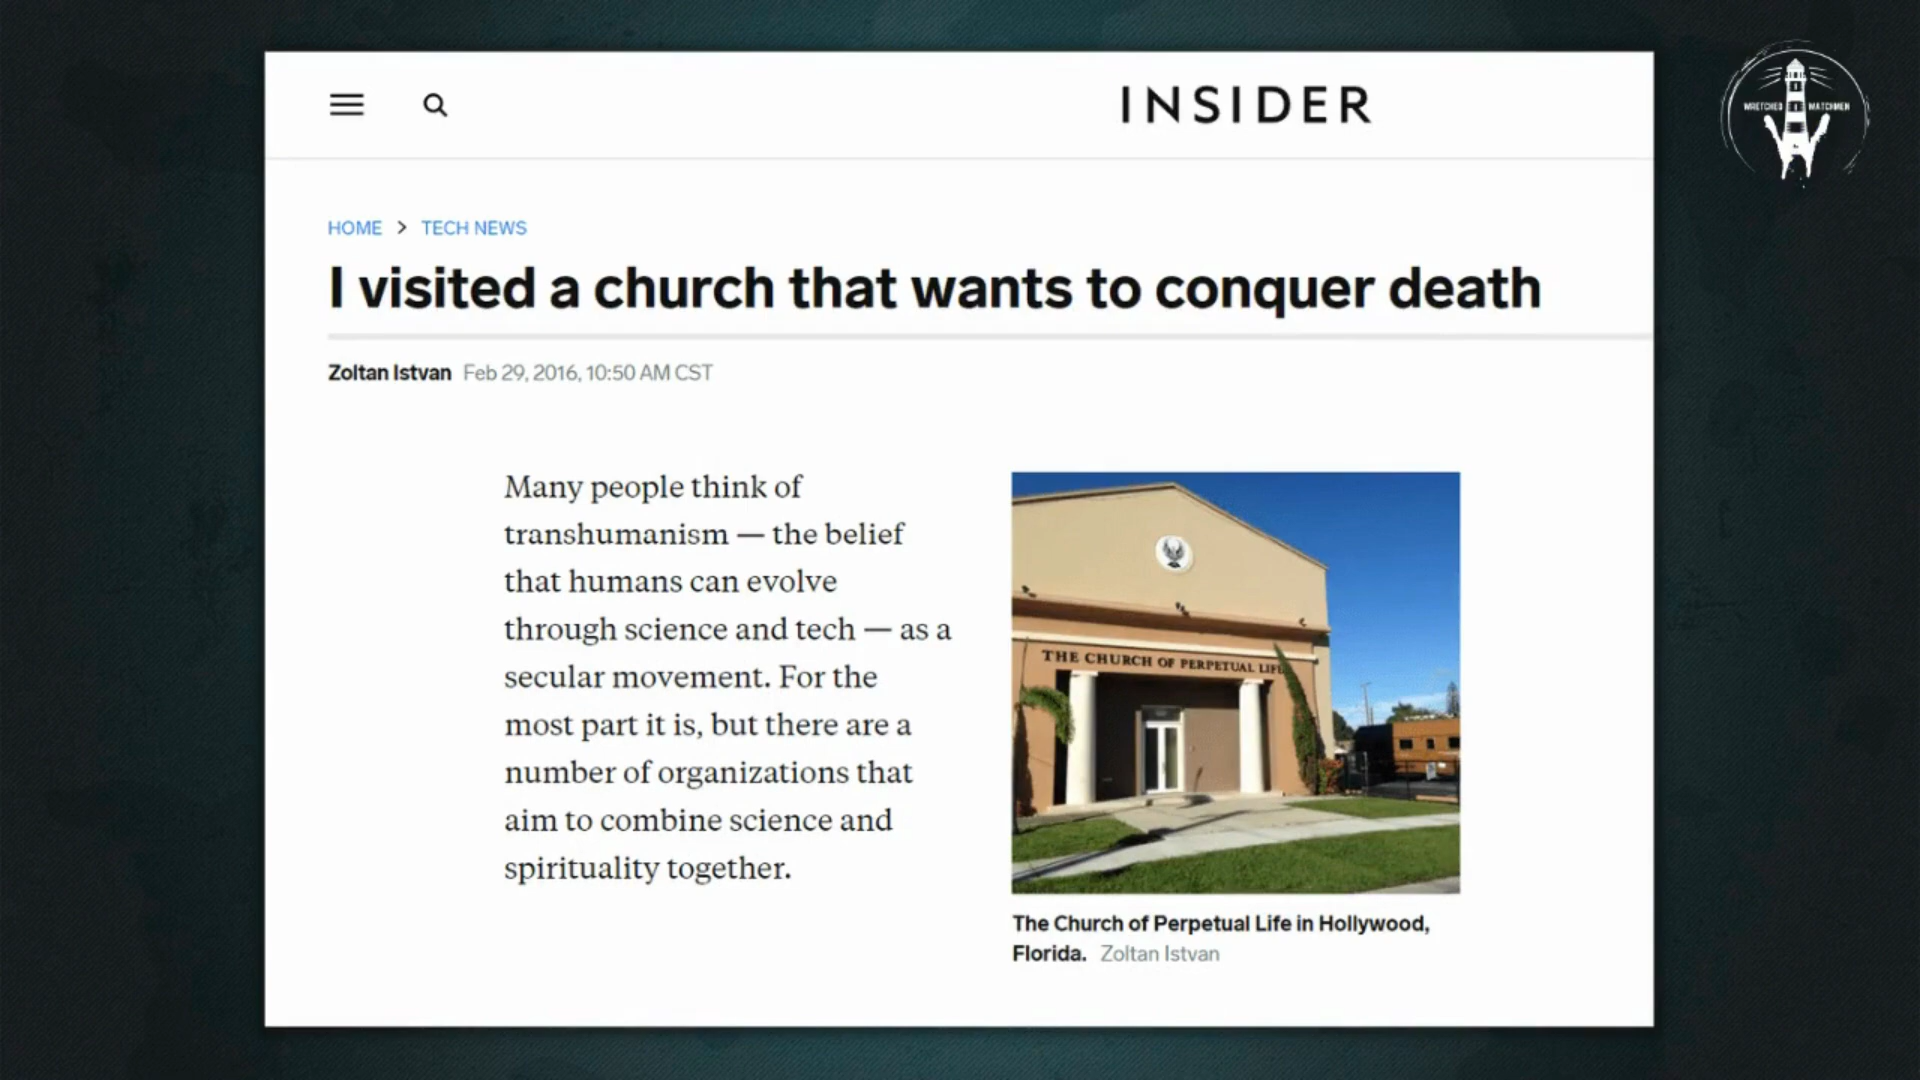 INSIDER
WRETCHED WATCHMEN
HOME > TECH NEWS
I visited a church that wants to conquer death
Zoltan Istvan Feb 29, 2016, 10:50 AM CST
Many people think of
transhumanism — the belief
that humans can evolve
through science and tech — as a
secular movement. For the
most part it is, but there are a
number of organizations that
aim to combine science and
spirituality together.
THE CHURCH OF PERPETUAL LIFE
The Church of Perpetual Life in Hollywood,
Florida. Zoltan Istvan